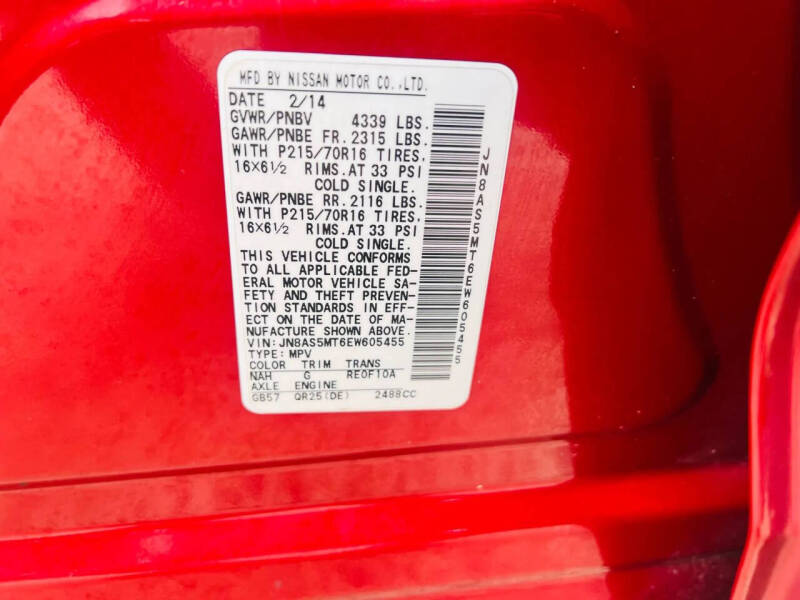 MFD BY NISSAN MOTOR CO.,LTD.
DATE 2/14
GVWR/PNBV 4339 LBS.
GAWR/PNBE FR. 2315 LBS.
WITH P215/70R16 TIRES,
16×6½ RIMS. AT 33 PSI
COLD SINGLE.
GAWR/PNBE RR. 2116 LBS.
WITH P215/70R16 TIRES,
16×6½ RIMS. AT 33 PSI
COLD SINGLE.
THIS VEHICLE CONFORMS
TO ALL APPLICABLE FED-
ERAL MOTOR VEHICLE SA-
FETY AND THEFT PREVEN-
TION STANDARDS IN EFF-
ECT ON THE DATE OF MA-
NUFACTURE SHOWN ABOVE.
VIN: JN8AS5MT6EW605455
TYPE: MPV
COLOR TRIM TRANS
NAH G RE0F10A
AXLE ENGINE
GB57 QR25(DE) 2488CC
JN8AS5MT6EW605455